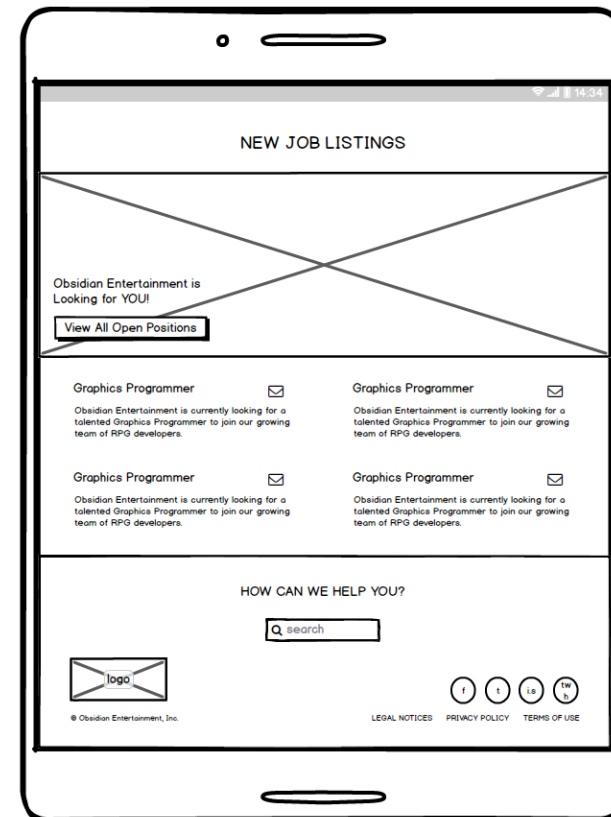 14:34
NEW JOB LISTINGS
Obsidian Entertainment is
Looking for YOU!
View All Open Positions
Graphics Programmer
Obsidian Entertainment is currently looking for a
talented Graphics Programmer to join our growing
team of RPG developers.
Graphics Programmer
Obsidian Entertainment is currently looking for a
talented Graphics Programmer to join our growing
team of RPG developers.
Graphics Programmer
Obsidian Entertainment is currently looking for a
talented Graphics Programmer to join our growing
team of RPG developers.
Graphics Programmer
Obsidian Entertainment is currently looking for a
talented Graphics Programmer to join our growing
team of RPG developers.
HOW CAN WE HELP YOU?
search
logo
f
t
i.s
tw
h
© Obsidian Entertainment, Inc.
LEGAL NOTICES PRIVACY POLICY TERMS OF USE